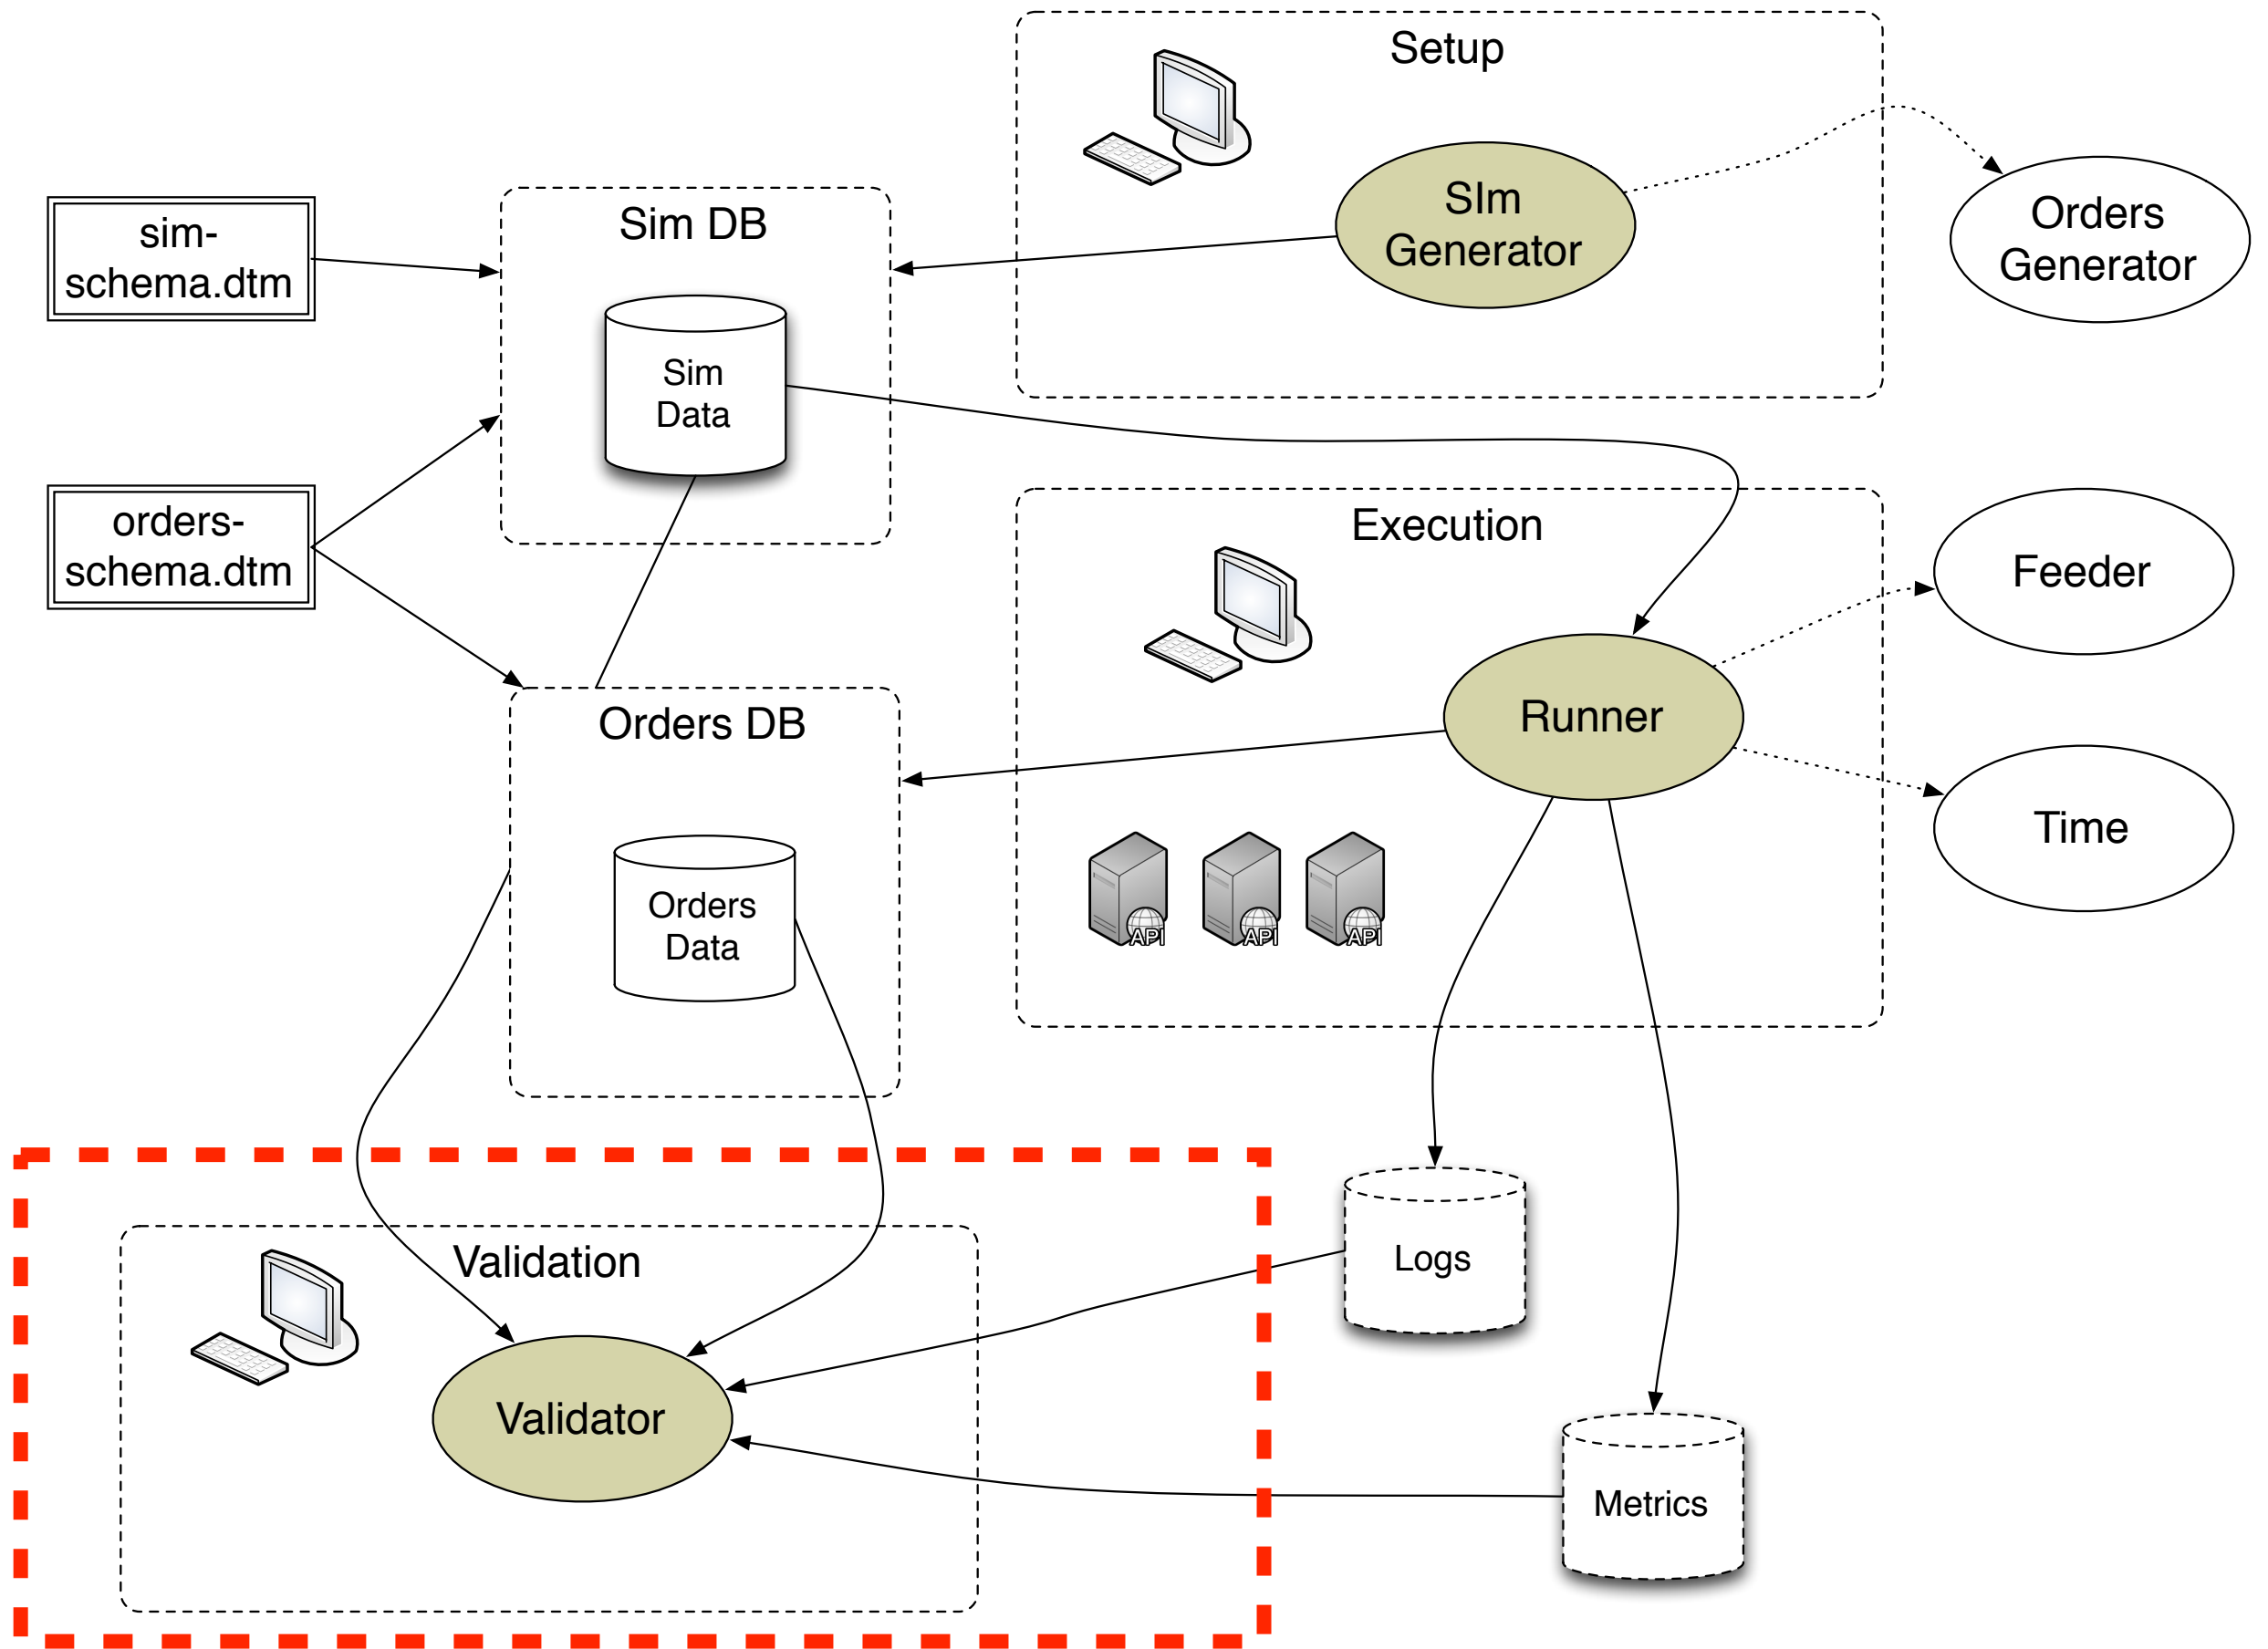 Setup
SIm
Generator
Orders
Generator
sim-
schema.dtm
Sim DB
Sim
Data
orders-
schema.dtm
Execution
Feeder
Runner
Time
Orders DB
Orders
Data
API
API
API
Validation
Validator
Logs
Metrics